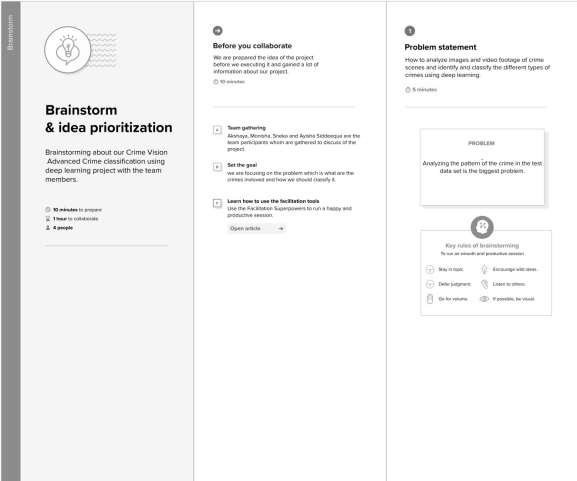 Brainstorm
Brainstorm
& idea prioritization
Brainstorming about our Crime Vision
Advanced Crime classification using
deep learning project with the team
members.
10 minutes to prepare
1 hour to collaborate
4 people
Before you collaborate
We are prepared the idea of the project
before we executing it and gained a lot of
information about our project.
10 minutes
A
Team gathering
Akshaya, Monisha, Sneka and Aysha Siddeequa are the
team participants whom are gathered to discuss of the
project.
B
Set the goal
we are focusing on the problem which is what are the
crimes involved and how we should classify it.
C
Learn how to use the facilitation tools
Use the Facilitation Superpowers to run a happy and
productive session.
Open article
1
Problem statement
How to analyze images and video footage of crime
scenes and identify and classify the different types of
crimes using deep learning.
5 minutes
PROBLEM
Analyzing the pattern of the crime in the test
data set is the biggest problem.
Key rules of brainstorming
To run an smooth and productive session
Stay in topic.
Encourage wild ideas.
Defer judgment.
Listen to others.
Go for volume.
If possible, be visual.